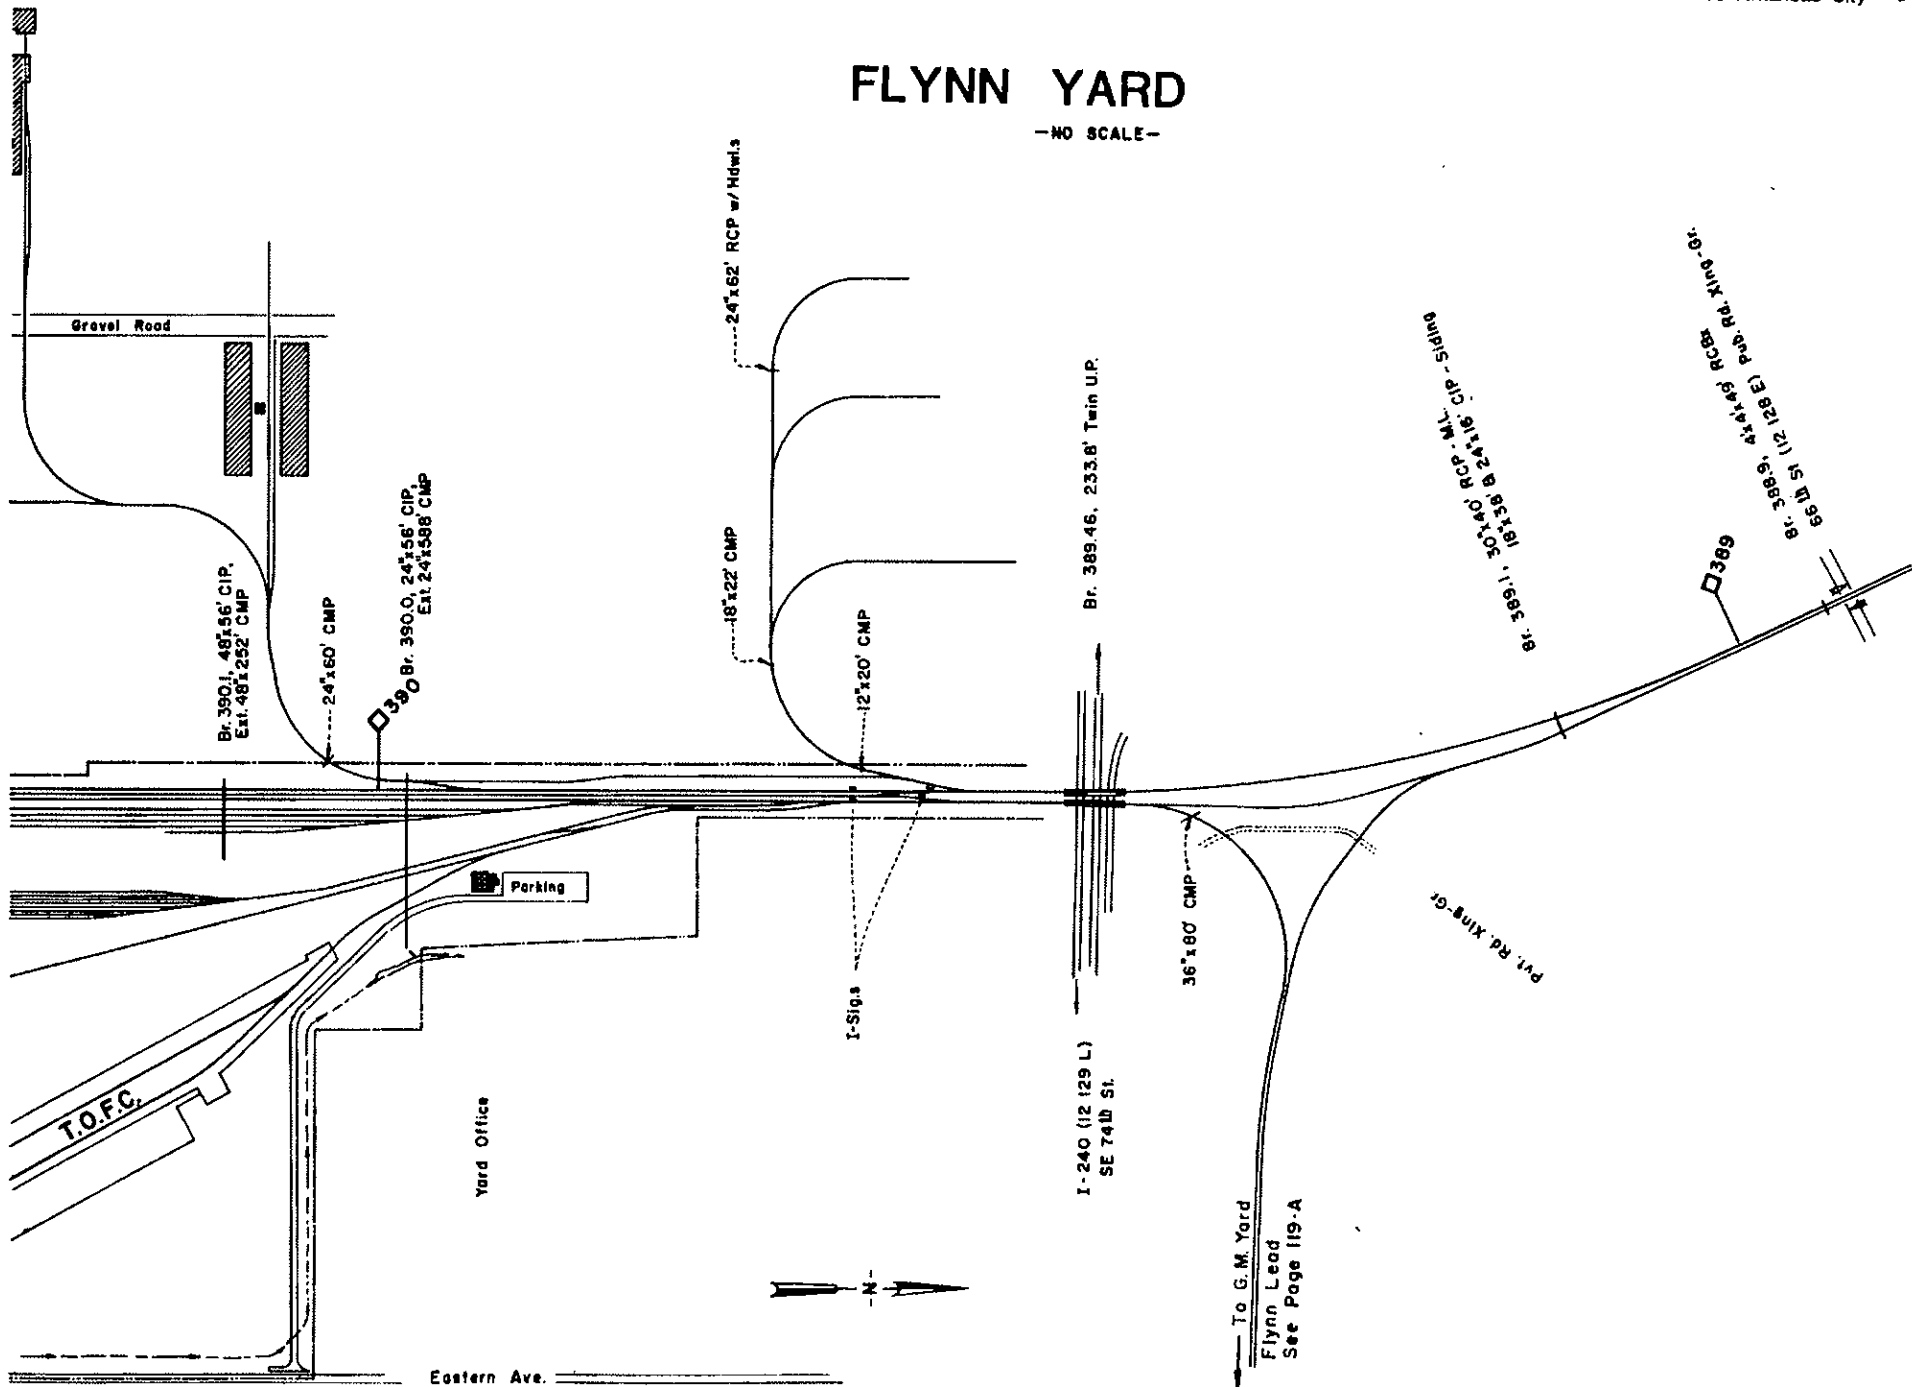 FLYNN YARD
-NO SCALE-
Gravel Road
24"x62' RCP w/Hdwl.s
18"x22' CMP
12"x20' CMP
Br. 390.1, 48"x56' CIP,
Ext. 48"x252' CMP
24"x60' CMP
390
Br. 390.0, 24"x56' CIP,
Ext. 24"x588' CMP
Br. 389.46, 233.8' Twin U.P.
Br. 389.1, 30"x40' RCP - M.L.
18"x38' & 24"x16' CIP - Siding
389
Br. 388.9, 4'x4'x49' RCBx
66th St (12 128 E) Pub. Rd. Xing-Gr.
Parking
T.O.F.C.
Yard Office
I-Sig.s
36"x80' CMP
Pvt. Rd. Xing-Gr.
I-240 (12 129 L)
SE 74th St.
N
To G.M. Yard
Flynn Lead
See Page 119-A
Eastern Ave.